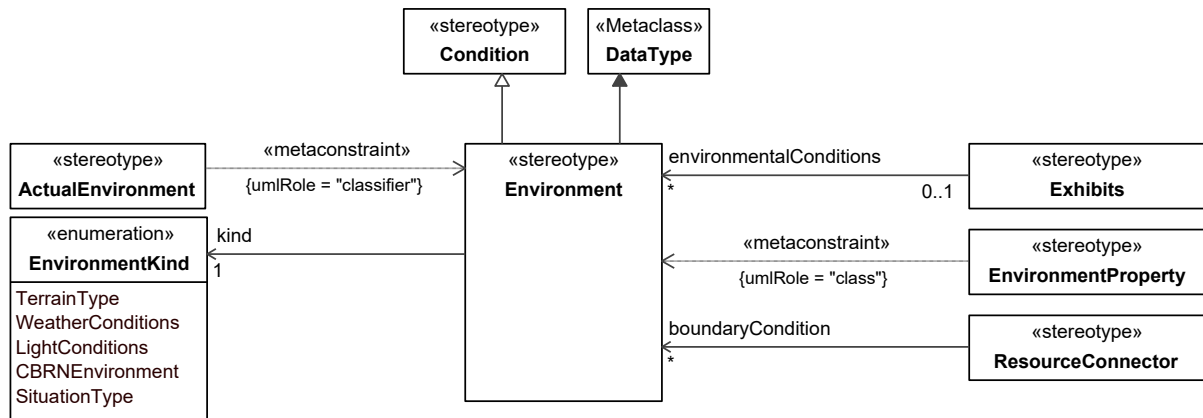 «stereotype»
Condition
«Metaclass»
DataType
«stereotype»
ActualEnvironment
«metaconstraint»
{umlRole = "classifier"}
«stereotype»
Environment
environmentalConditions
*
0..1
«stereotype»
Exhibits
«enumeration»
EnvironmentKind
TerrainType
WeatherConditions
LightConditions
CBRNEnvironment
SituationType
kind
1
«metaconstraint»
{umlRole = "class"}
«stereotype»
EnvironmentProperty
boundaryCondition
*
«stereotype»
ResourceConnector